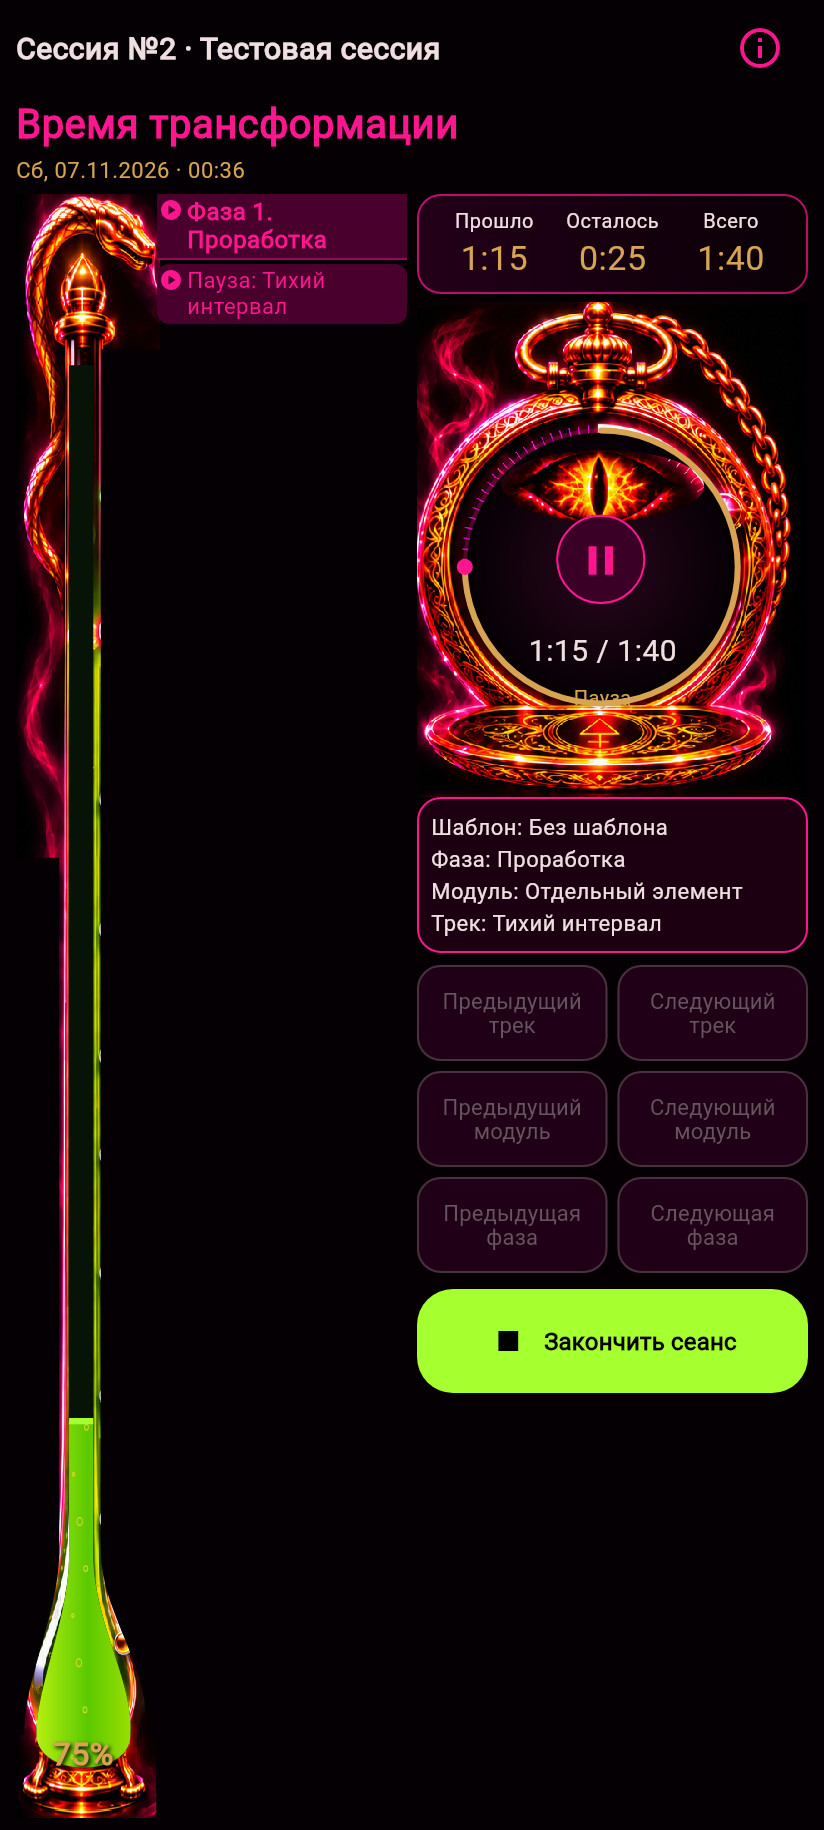 Сессия №2 · Тестовая сессия
Время трансформации
Сб, 07.11.2026 · 00:36
Фаза 1.
Проработка
Пауза: Тихий
интервал
Прошло Осталось Всего
1:15 0:25 1:40
1:15 / 1:40
Пауза
Шаблон: Без шаблона
Фаза: Проработка
Модуль: Отдельный элемент
Трек: Тихий интервал
Предыдущий
трек
Следующий
трек
Предыдущий
модуль
Следующий
модуль
Предыдущая
фаза
Следующая
фаза
Закончить сеанс
75%